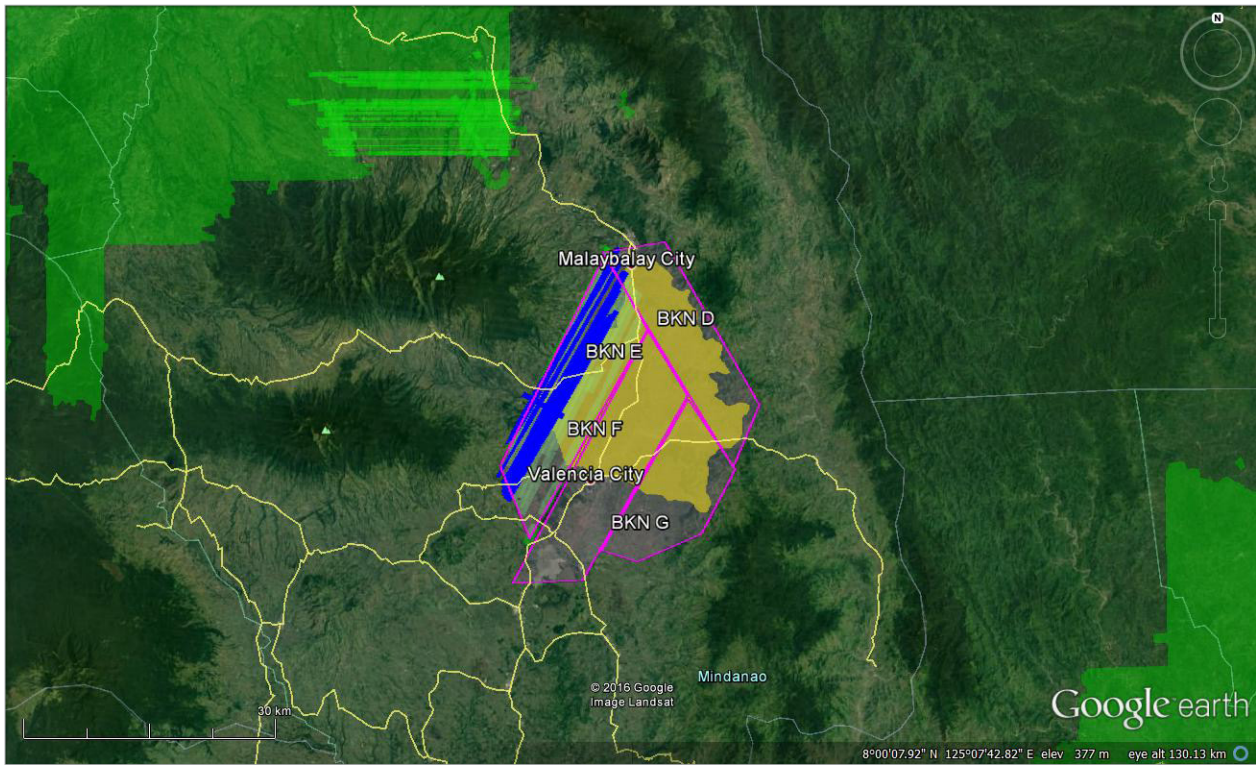 N
Malaybalay City
BKN D
BKN E
BKN F
Valencia City
BKN G
Mindanao
© 2016 Google
Image Landsat
30 km
Google earth
8°00'07.92" N 125°07'42.82" E elev 377 m eye alt 130.13 km